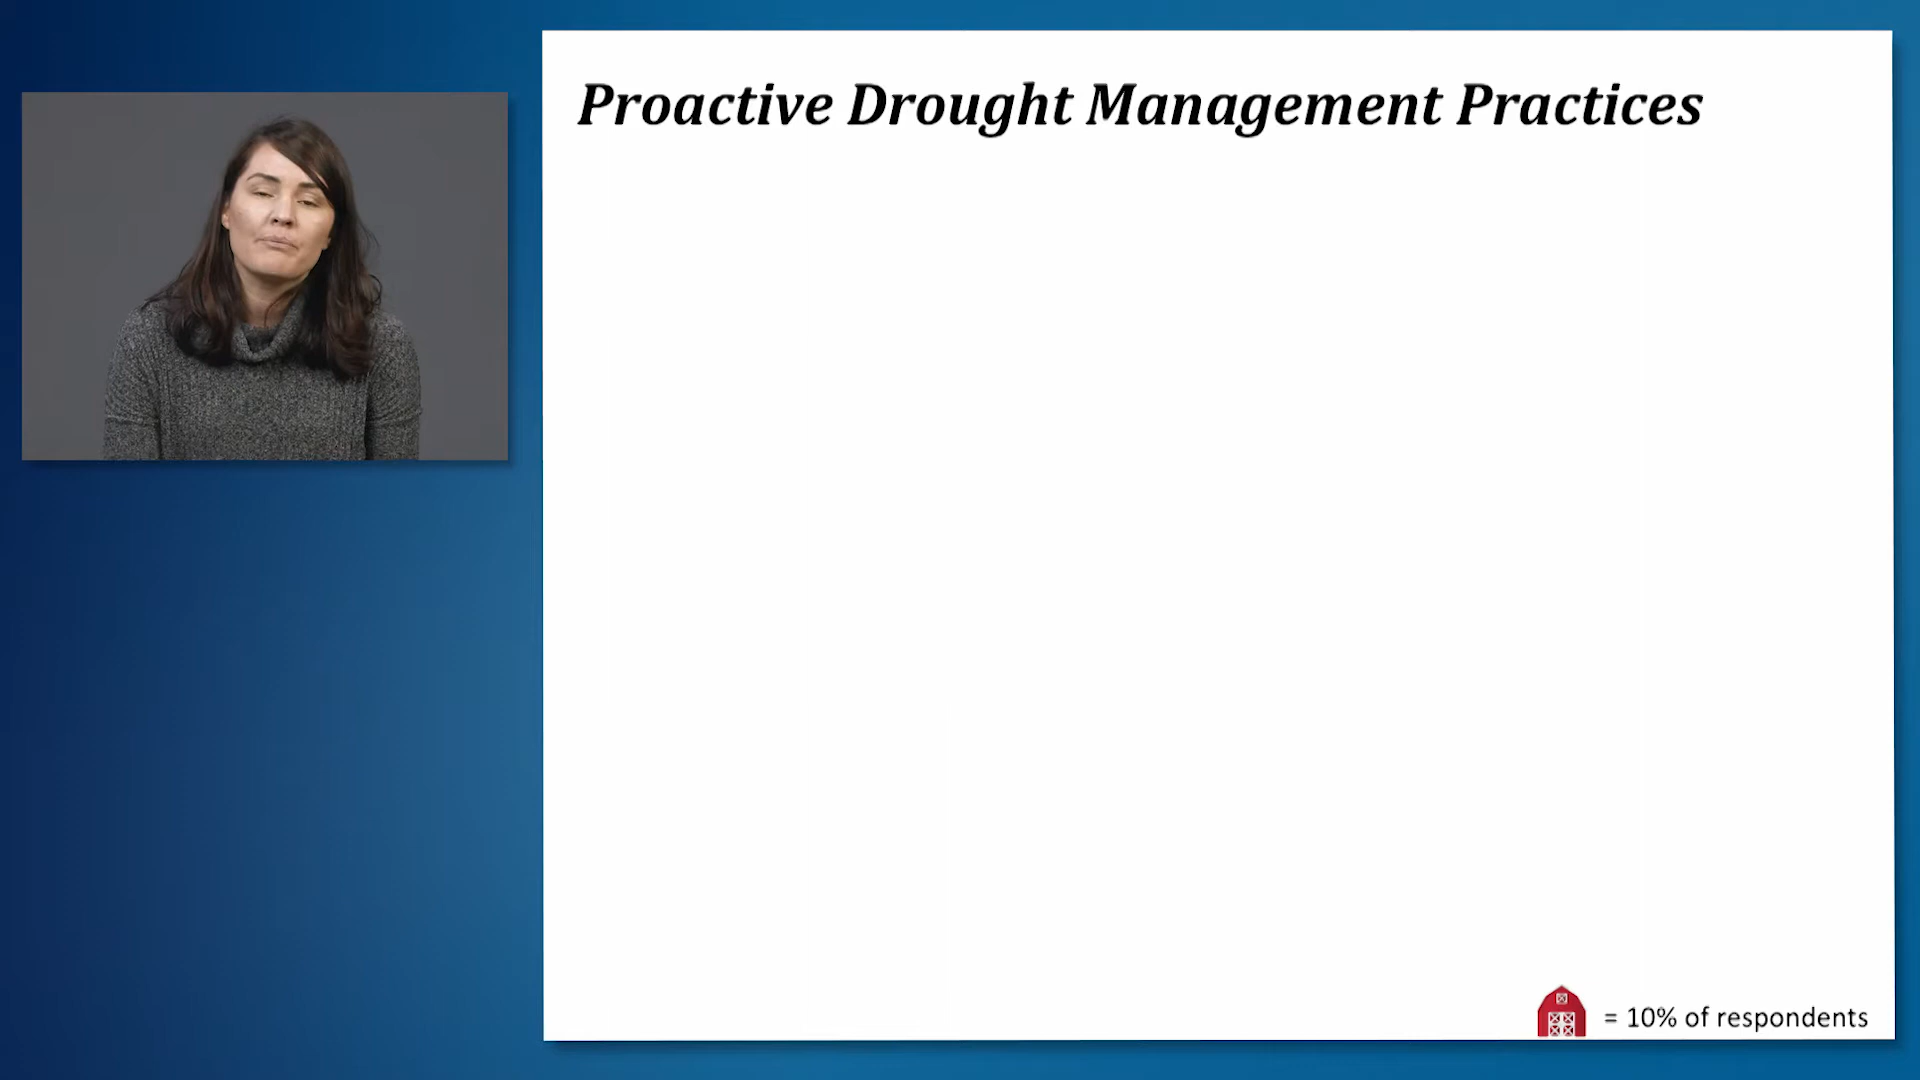 Proactive Drought Management Practices
= 10% of respondents